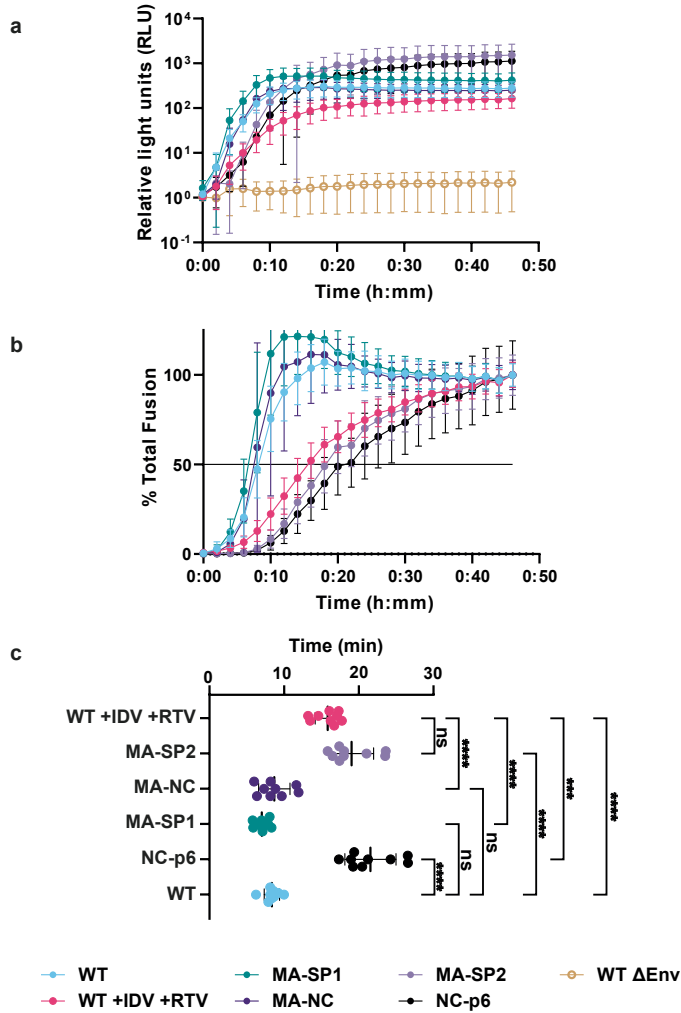 a
Relative light units (RLU)
10⁴
10³
10²
10¹
10⁰
10⁻¹
0:00 0:10 0:20 0:30 0:40 0:50
Time (h:mm)
b
% Total Fusion
100
50
0
0:00 0:10 0:20 0:30 0:40 0:50
Time (h:mm)
c
Time (min)
0 10 20 30
WT +IDV +RTV
MA-SP2
MA-NC
MA-SP1
NC-p6
WT
ns
****
****
***
****
****
ns
ns
****
WT MA-SP1 MA-SP2 WT ΔEnv
WT +IDV +RTV MA-NC NC-p6